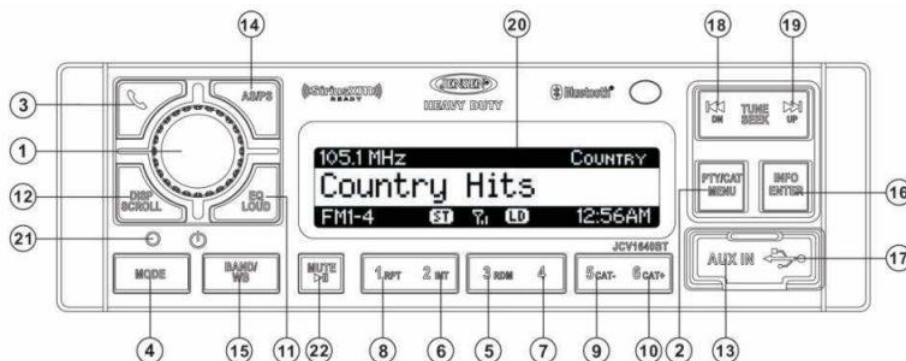 14
20
18
19
3
AS/PS
((SiriusXM))
READY
JENSEN
HEAVY DUTY
Bluetooth®
DN
TUNE
SEEK
UP
1
105.1 MHz COUNTRY
Country Hits
FM1-4 ST LD 12:56AM
12
DISP
SCROLL
EQ
LOUD
PTY/CAT
MENU
INFO
ENTER
16
21
JCV1640BT
MODE
BAND/
WB
MUTE
1 RPT 2 INT
3 RDM 4
5 CAT- 6 CAT+
AUX IN
17
4
15
11
22
8
6
5
7
9
10
2
13